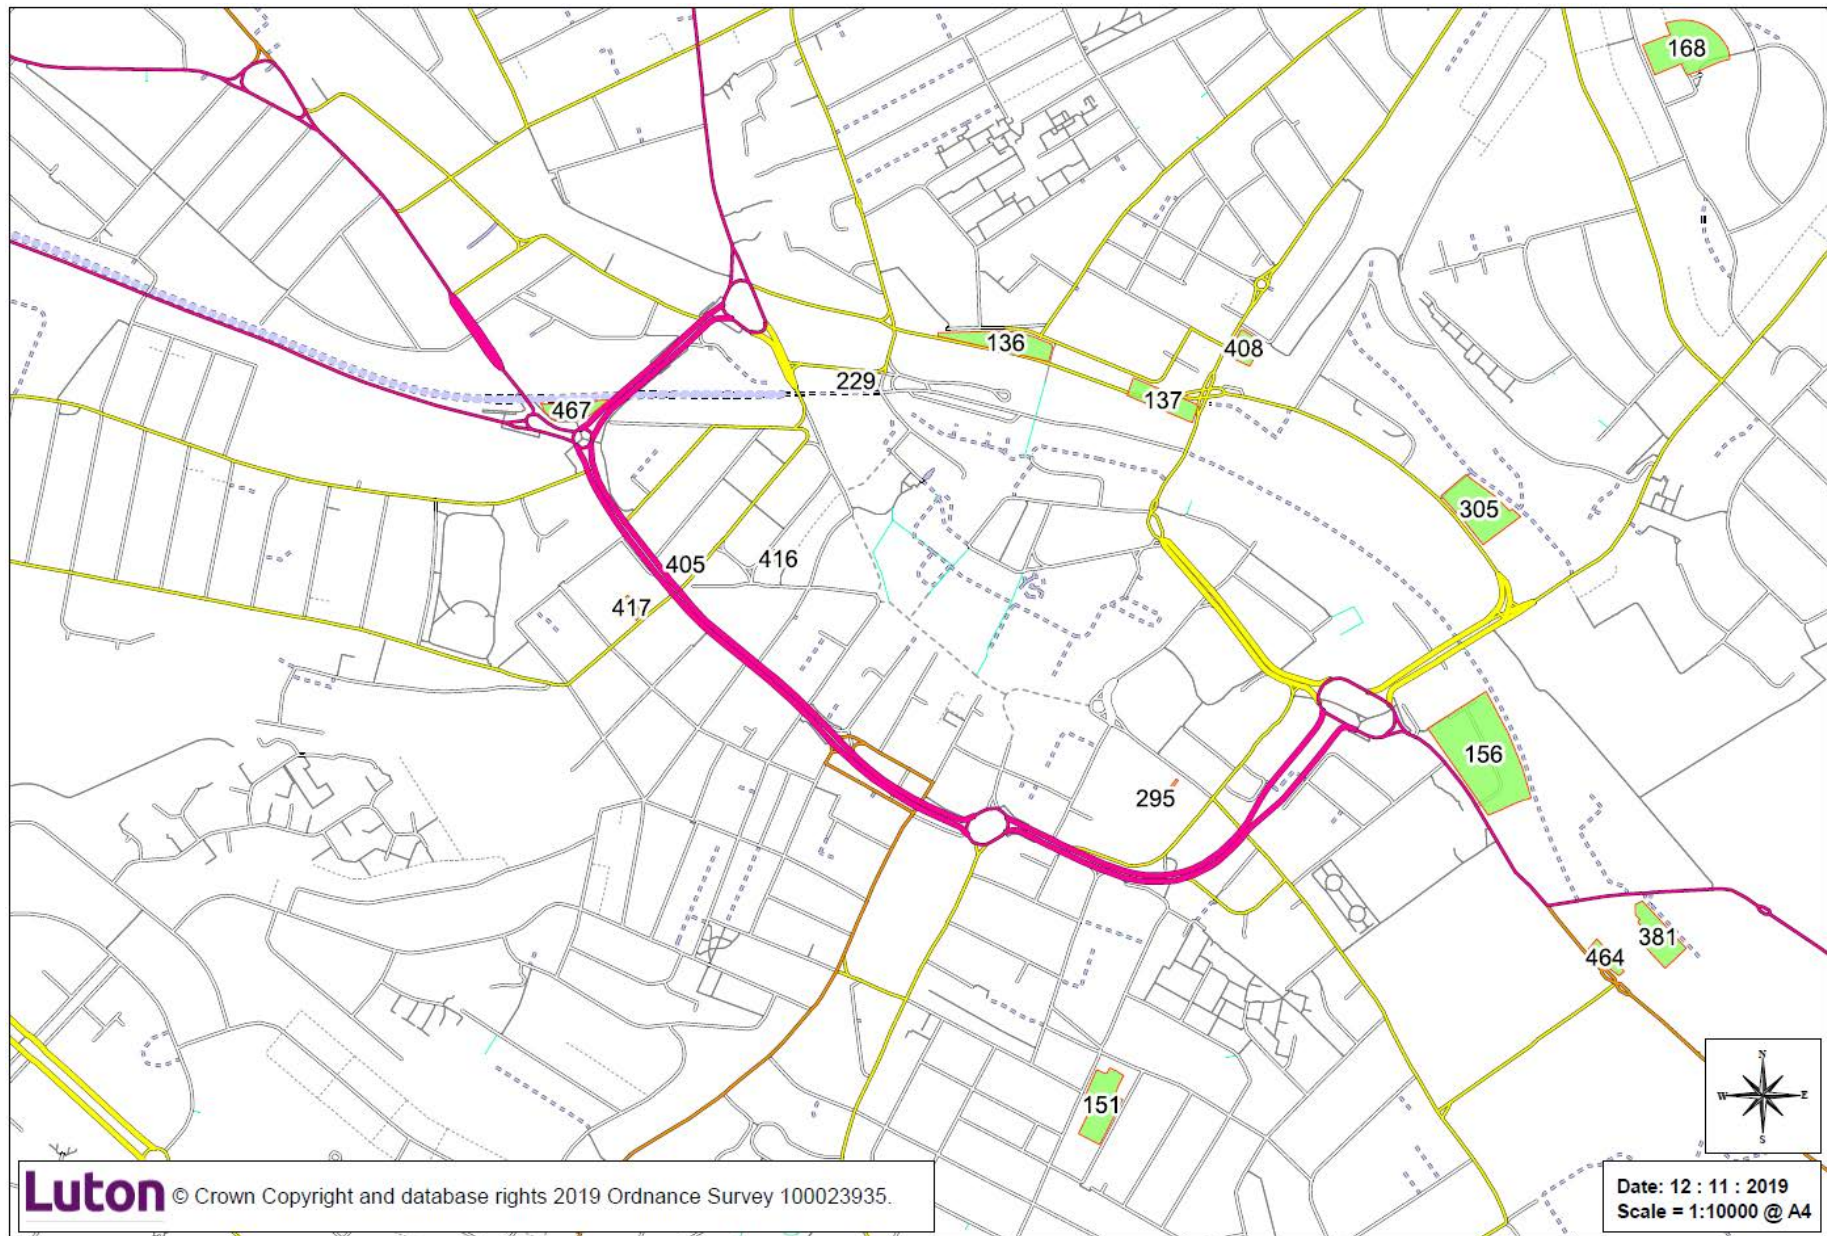 168
136
408
229
137
467
305
405
416
417
156
295
381
464
151
N
W E
S
Luton © Crown Copyright and database rights 2019 Ordnance Survey 100023935.
Date: 12 : 11 : 2019
Scale = 1:10000 @ A4